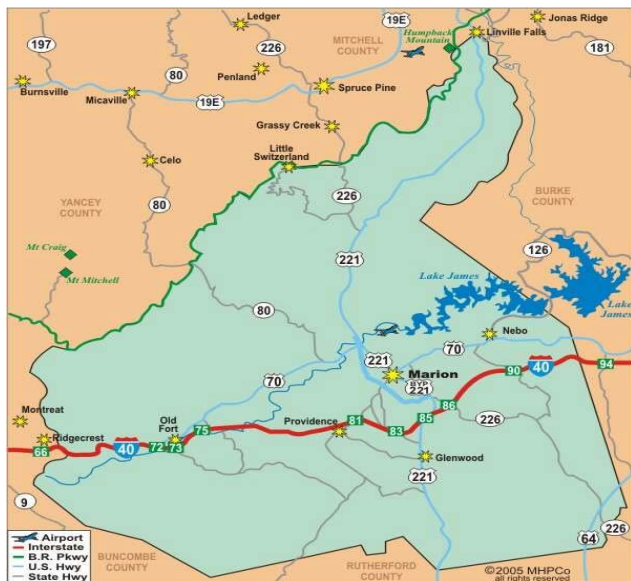 Ledger
19E
Linville Falls
Jonas Ridge
197
226
MITCHELL
COUNTY
Humpback
Mountain
181
80
Penland
Burnsville
Micaville
19E
Spruce Pine
Grassy Creek
Little
Switzerland
Celo
226
YANCEY
COUNTY
80
BURKE
COUNTY
126
221
Mt Craig
Mt Mitchell
Lake James
Lake
James
80
Nebo
221
70
70
Marion
BYP
221
90
40
94
Montreat
Ridgecrest
Old
Fort
75
Providence
81
83
85
86
226
66
40
72
73
Glenwood
221
9
64
226
Airport
Interstate
B.R. Pkwy
U.S. Hwy
State Hwy
BUNCOMBE
COUNTY
RUTHERFORD
COUNTY
©2005 MHPCo
all rights reserved